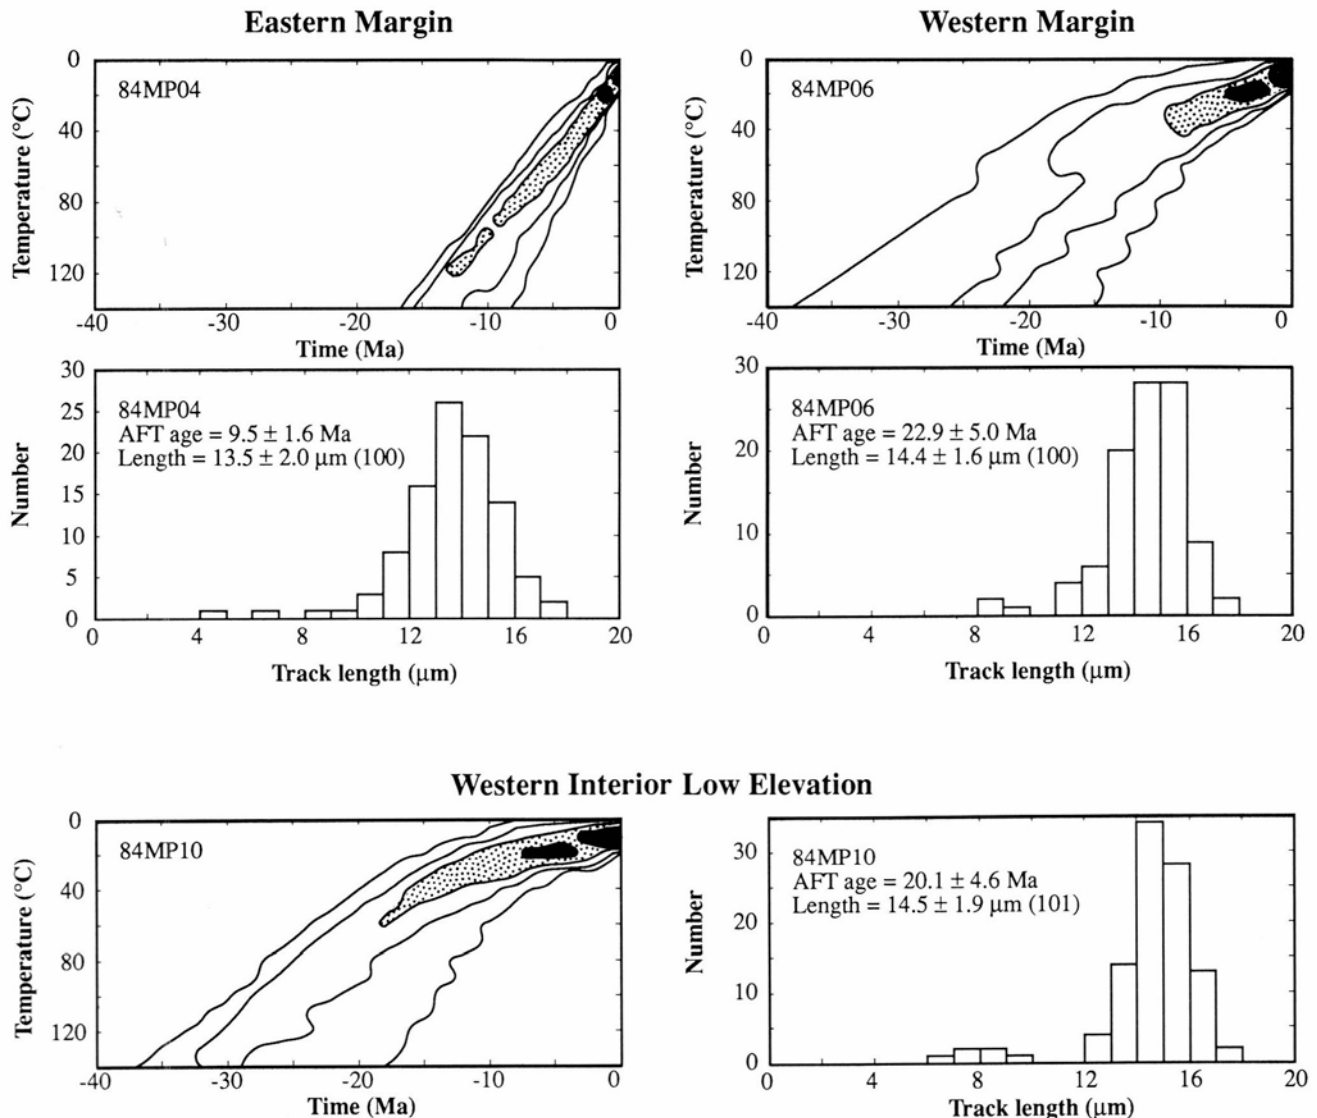 Eastern Margin
Western Margin
84MP04
Temperature (°C)
0
40
80
120
-40
-30
-20
-10
0
Time (Ma)
84MP06
Temperature (°C)
0
40
80
120
-40
-30
-20
-10
0
Time (Ma)
84MP04
AFT age = 9.5 ± 1.6 Ma
Length = 13.5 ± 2.0 μm (100)
Number
30
25
20
15
10
5
0
0
4
8
12
16
20
Track length (μm)
84MP06
AFT age = 22.9 ± 5.0 Ma
Length = 14.4 ± 1.6 μm (100)
Number
30
20
10
0
0
4
8
12
16
20
Track length (μm)
Western Interior Low Elevation
84MP10
Temperature (°C)
0
40
80
120
-40
-30
-20
-10
0
Time (Ma)
84MP10
AFT age = 20.1 ± 4.6 Ma
Length = 14.5 ± 1.9 μm (101)
Number
30
20
10
0
0
4
8
12
16
20
Track length (μm)